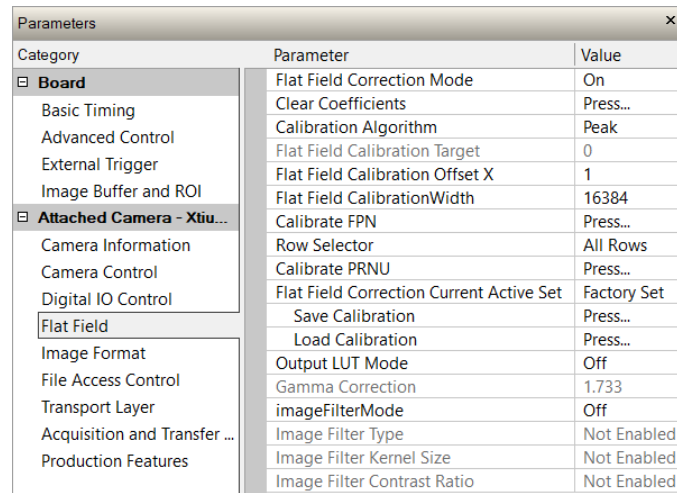 Parameters ×
Category Parameter Value
Board
Basic Timing
Advanced Control
External Trigger
Image Buffer and ROI
Attached Camera - Xtiu...
Camera Information
Camera Control
Digital IO Control
Flat Field
Image Format
File Access Control
Transport Layer
Acquisition and Transfer ...
Production Features
Flat Field Correction Mode On
Clear Coefficients Press...
Calibration Algorithm Peak
Flat Field Calibration Target 0
Flat Field Calibration Offset X 1
Flat Field CalibrationWidth 16384
Calibrate FPN Press...
Row Selector All Rows
Calibrate PRNU Press...
Flat Field Correction Current Active Set Factory Set
Save Calibration Press...
Load Calibration Press...
Output LUT Mode Off
Gamma Correction 1.733
imageFilterMode Off
Image Filter Type Not Enabled
Image Filter Kernel Size Not Enabled
Image Filter Contrast Ratio Not Enabled